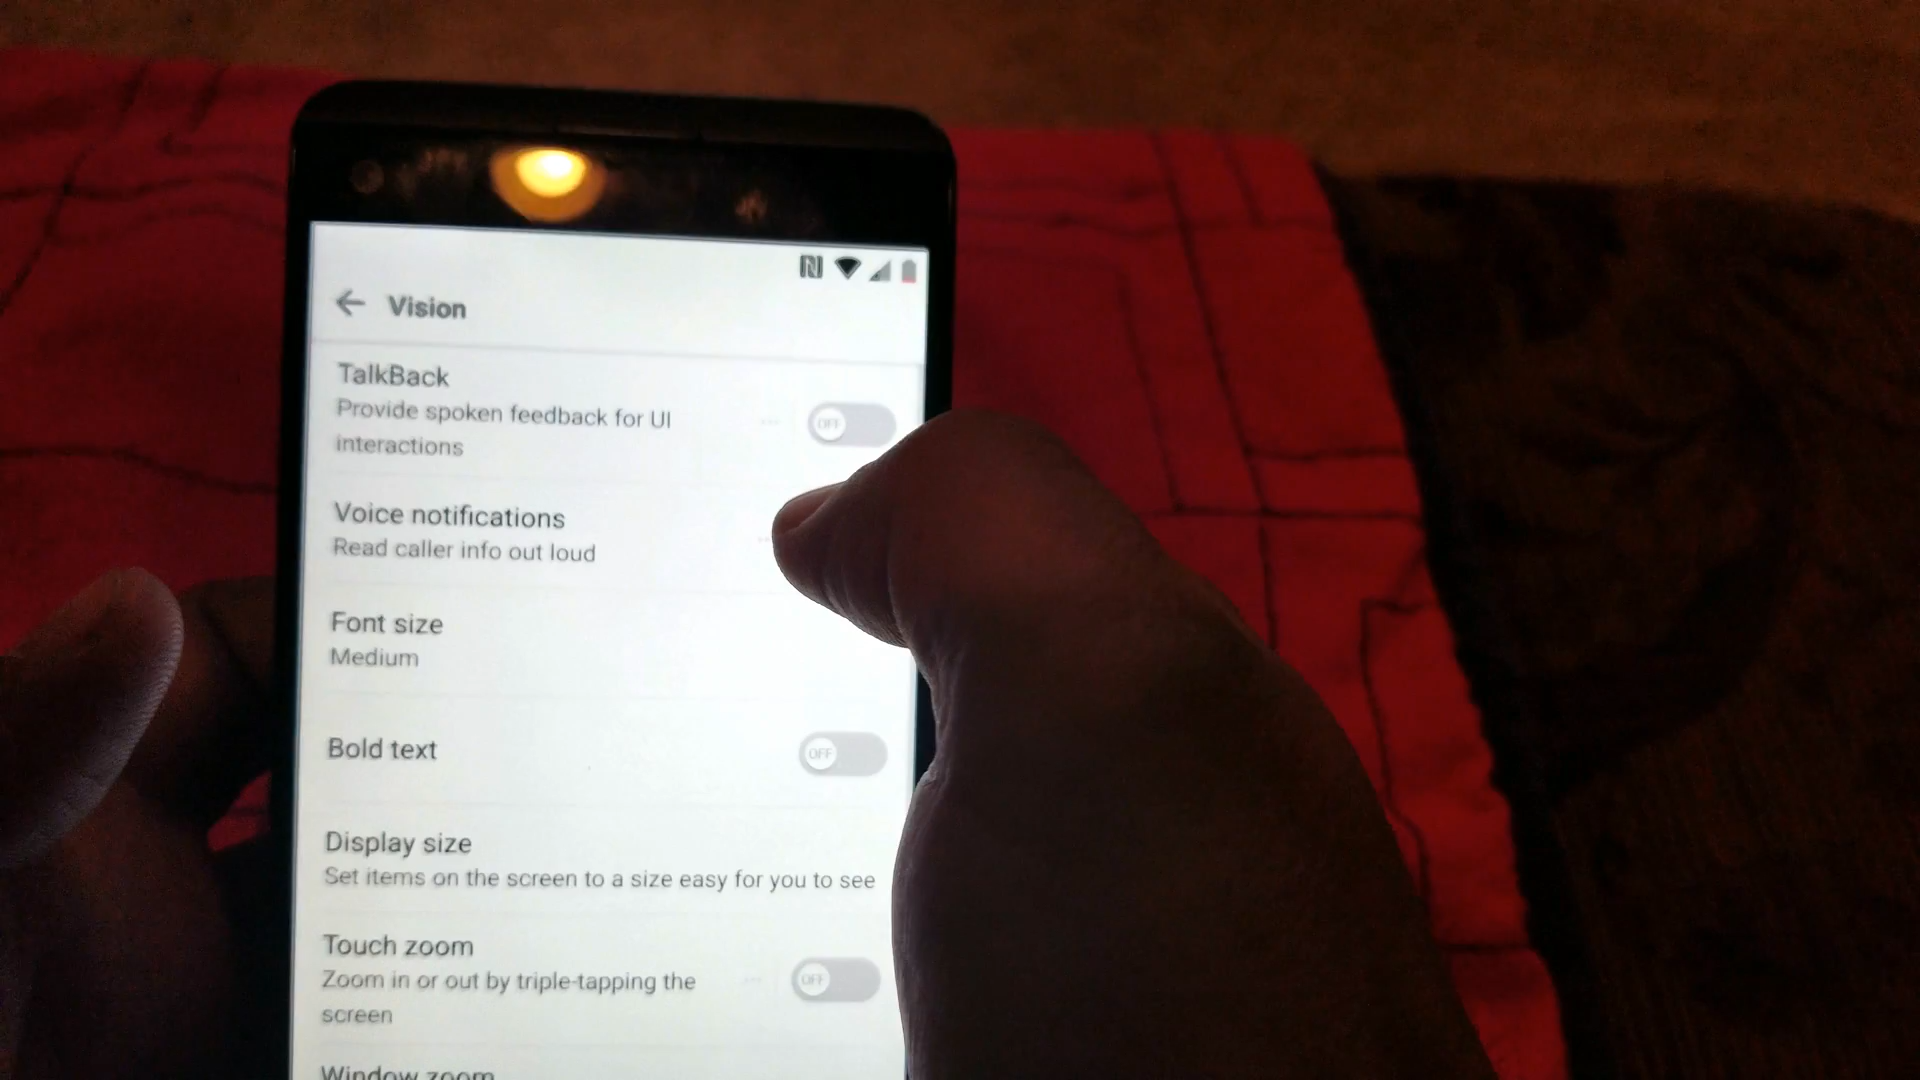 Vision
TalkBack
Provide spoken feedback for UI
interactions
OFF
Voice notifications
Read caller info out loud
Font size
Medium
Bold text
OFF
Display size
Set items on the screen to a size easy for you to see
Touch zoom
Zoom in or out by triple-tapping the
screen
OFF
Window zoom